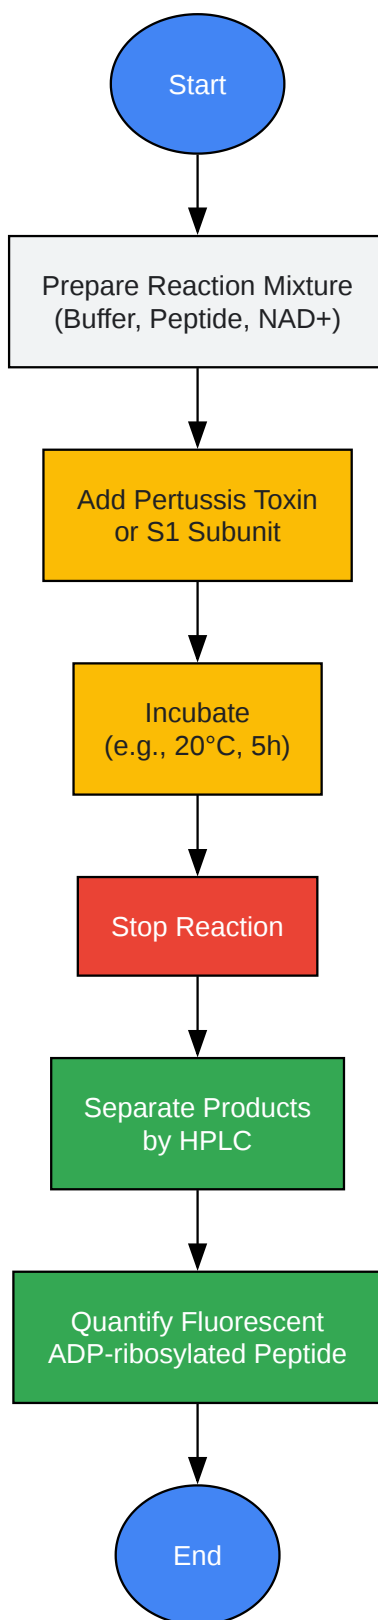 Start
Prepare Reaction Mixture
(Buffer, Peptide, NAD+)
Add Pertussis Toxin
or S1 Subunit
Incubate
(e.g., 20°C, 5h)
Stop Reaction
Separate Products
by HPLC
Quantify Fluorescent
ADP-ribosylated Peptide
End